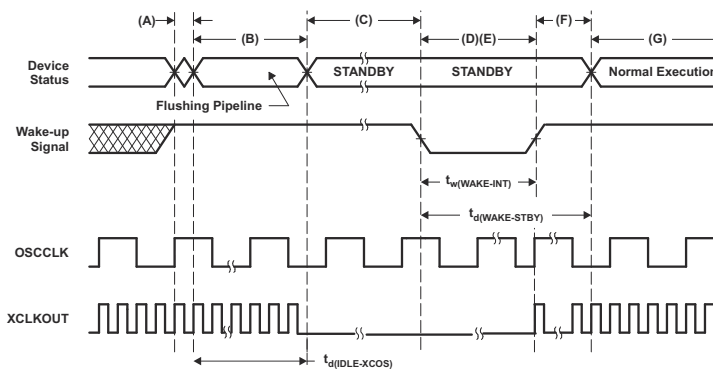 (A)
(B)
(C)
(D)(E)
(F)
(G)
Device
Status
STANDBY
STANDBY
Normal Execution
Flushing Pipeline
Wake-up
Signal
tw(WAKE-INT)
td(WAKE-STBY)
OSCCLK
XCLKOUT
td(IDLE-XCOS)